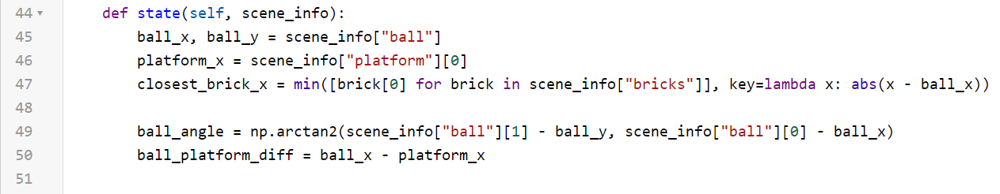 44 def state(self, scene_info):
45 ball_x, ball_y = scene_info["ball"]
46 platform_x = scene_info["platform"][0]
47 closest_brick_x = min([brick[0] for brick in scene_info["bricks"]], key=lambda x: abs(x - ball_x))
48
49 ball_angle = np.arctan2(scene_info["ball"][1] - ball_y, scene_info["ball"][0] - ball_x)
50 ball_platform_diff = ball_x - platform_x
51